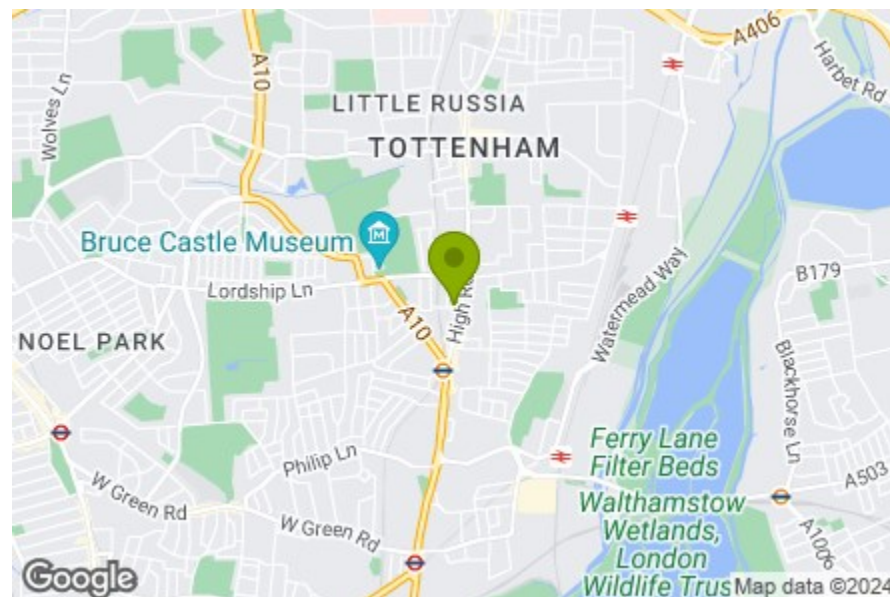 A406
A10
Harbet Rd
Wolves Ln
LITTLE RUSSIA
TOTTENHAM
Bruce Castle Museum
M
B179
Lordship Ln
High R
Watermead Way
A10
NOEL PARK
Blackhorse Ln
Philip Ln
Ferry Lane
Filter Beds
A503
W Green Rd
Walthamstow
Wetlands,
London
Wildlife Trus
W Green Rd
A1006
Google
Map data ©2024